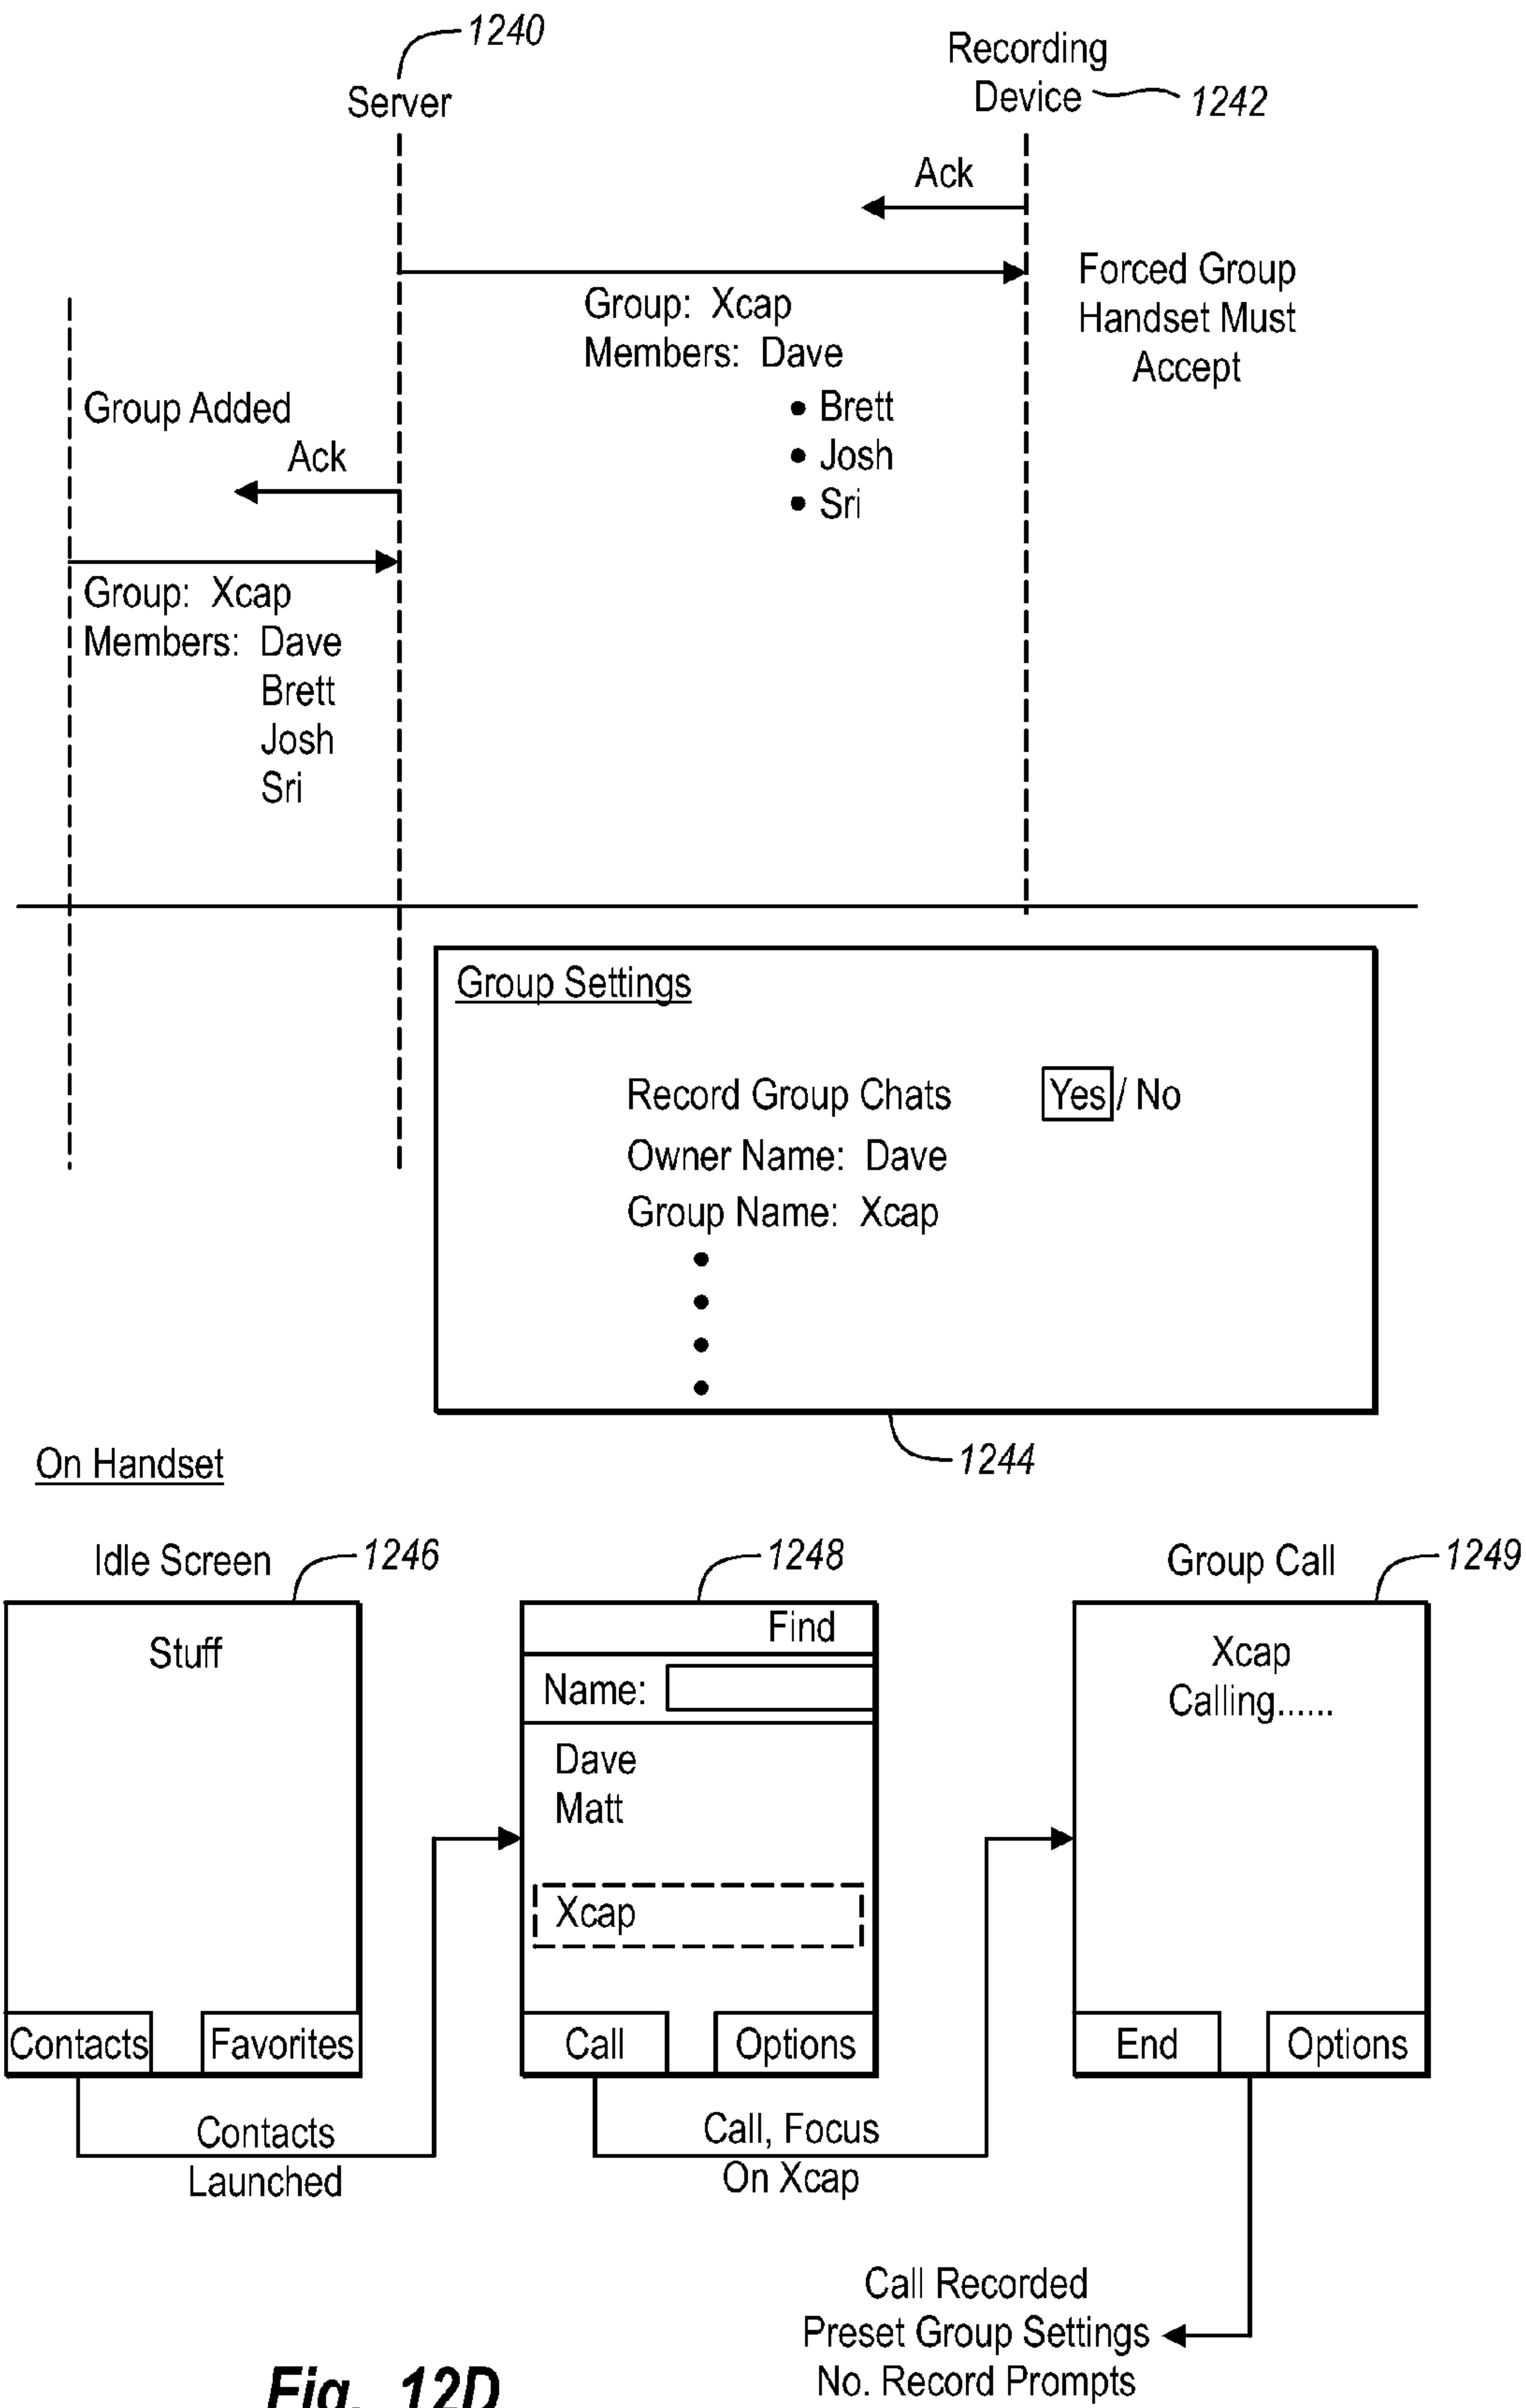 1240
Server
Recording
Device
1242
Ack
Forced Group
Handset Must
Accept
Group: Xcap
Members: Dave
• Brett
• Josh
• Sri
Group Added
Ack
Group: Xcap
Members: Dave
Brett
Josh
Sri
Group Settings
Record Group Chats Yes / No
Owner Name: Dave
Group Name: Xcap
•
•
•
•
1244
On Handset
Idle Screen
1246
Stuff
Contacts
Favorites
Contacts
Launched
1248
Find
Name:
Dave
Matt
Xcap
Call
Options
Call, Focus
On Xcap
Group Call
1249
Xcap
Calling......
End
Options
Call Recorded
Preset Group Settings
No. Record Prompts
Fig. 12D